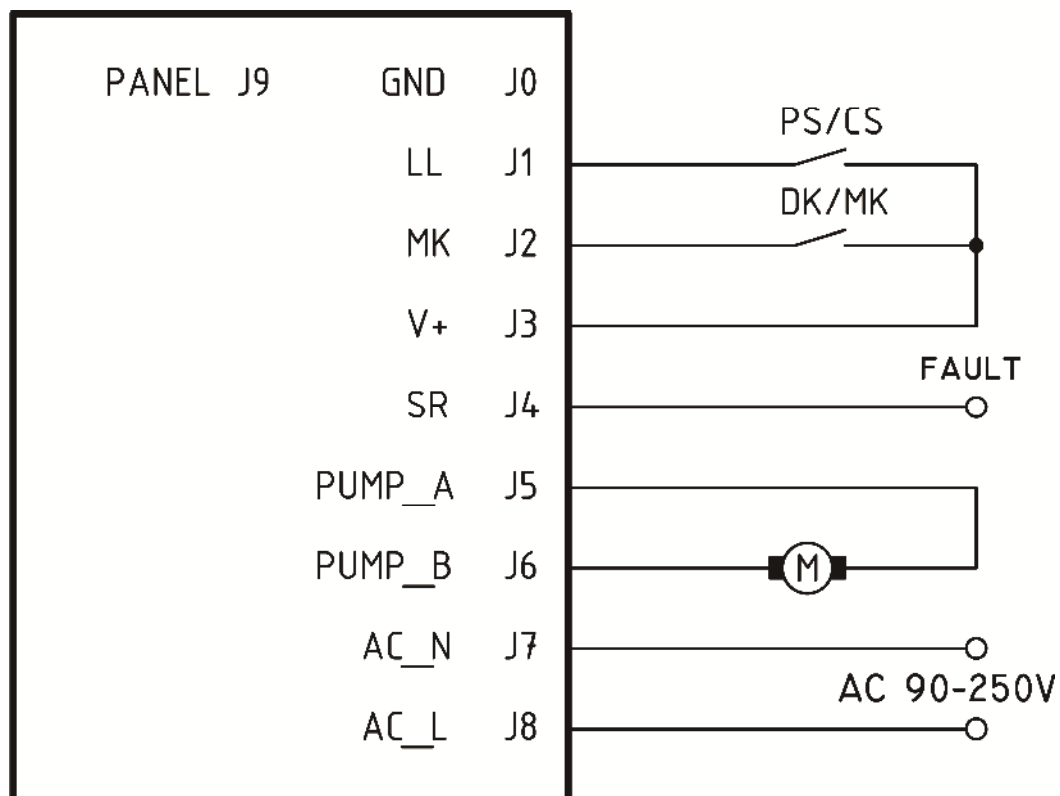 PANEL J9 GND J0
PS/CS
LL J1
DK/MK
MK J2
V+ J3
FAULT
SR J4
PUMP_A J5
PUMP_B J6
M
AC_N J7
AC 90-250V
AC_L J8